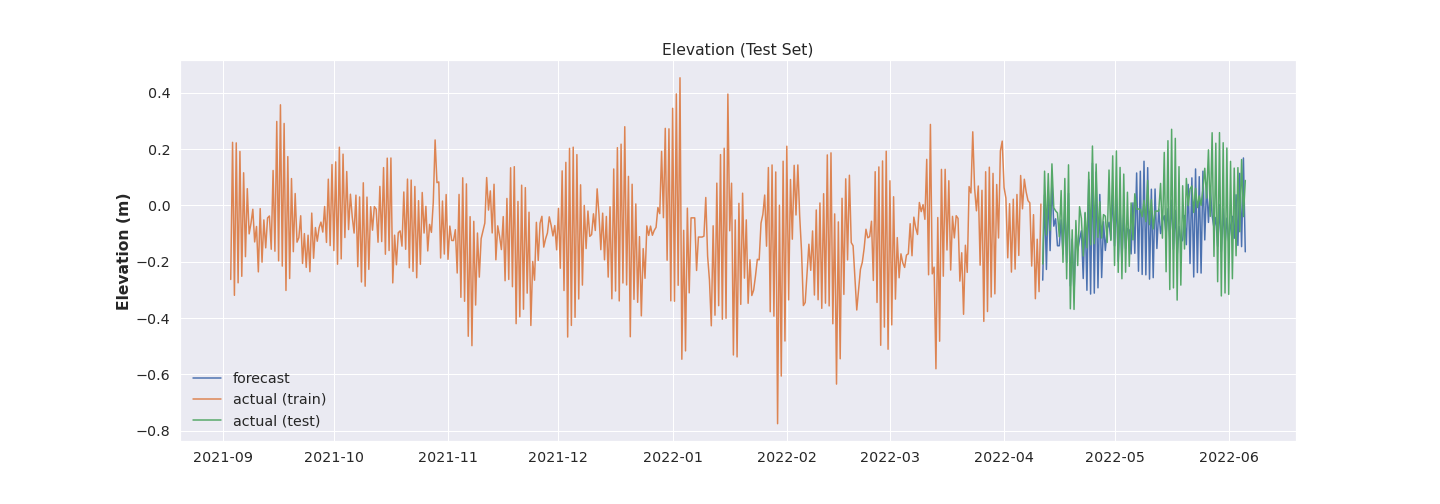 Elevation (Test Set)
Elevation (m)
0.4
0.2
0.0
−0.2
−0.4
−0.6
−0.8
forecast
actual (train)
actual (test)
2021-09 2021-10 2021-11 2021-12 2022-01 2022-02 2022-03 2022-04 2022-05 2022-06